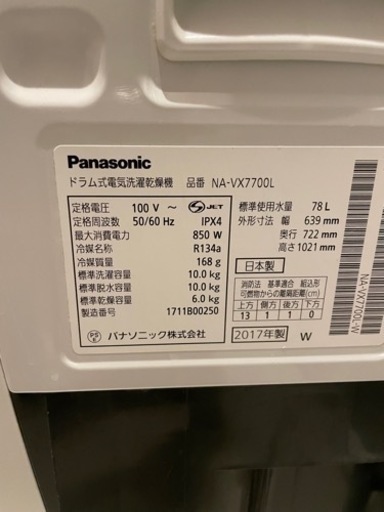 Panasonic
ドラム式電気洗濯乾燥機 品番 NA-VX7700L
定格電圧 100 V ～ S JET
定格周波数 50/60 Hz IPX4
最大消費電力 850 W
冷媒名称 R134a
冷媒質量 168 g
標準洗濯容量 10.0 kg
標準脱水容量 10.0 kg
標準乾燥容量 6.0 kg
製造番号 1711B00250
PS E パナソニック株式会社
標準使用水量 78 L
外形寸法 幅 639 mm
奥行 722 mm
高さ 1021 mm
日本製
消防法 基準適合 組込形
可燃物からの離隔距離(cm)
上方 側方 後方 下方
13 1 1 0
2017年製 W
NA-VX7700L-W